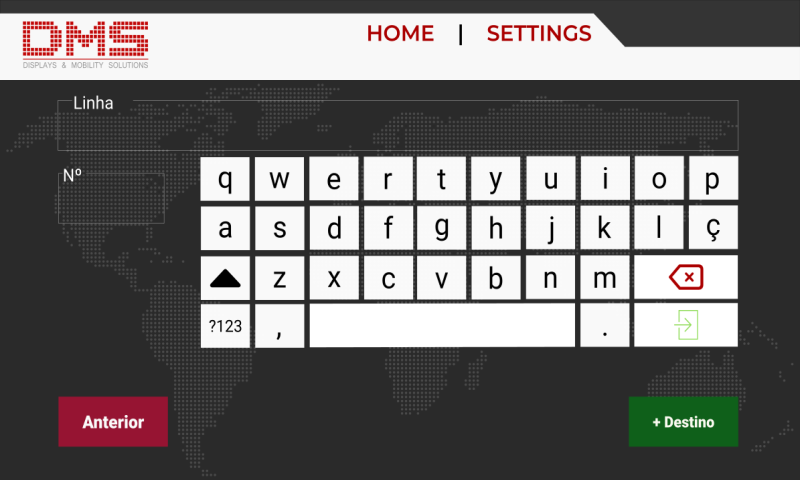 DMS
DISPLAYS & MOBILITY SOLUTIONS
HOME | SETTINGS
Linha
Nº
q w e r t y u i o p
a s d f g h j k l ç
z x c v b n m
?123 , .
Anterior
+ Destino